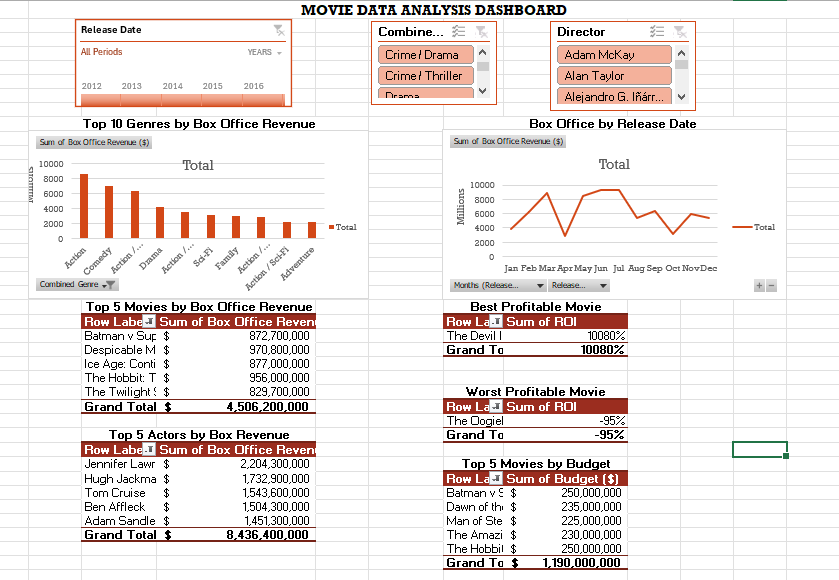 MOVIE DATA ANALYSIS DASHBOARD
Release Date
All Periods YEARS
2012 2013 2014 2015 2016
Combine...
Crime / Drama
Crime / Thriller
Drama
Director
Adam McKay
Alan Taylor
Alejandro G. Iñárr...
Top 10 Genres by Box Office Revenue
Sum of Box Office Revenue ($)
Total
Millions
10000
8000
6000
4000
2000
0
Action
Comedy
Action /...
Drama
Action /...
Sci-Fi
Family
Action /...
Action / Sci-Fi
Adventure
Total
Combined Genre
Box Office by Release Date
Sum of Box Office Revenue ($)
Total
Millions
10000
8000
6000
4000
2000
0
Jan Feb Mar Apr May Jun Jul Aug Sep Oct Nov Dec
Total
Months (Release... Release...
+ -
Top 5 Movies by Box Office Revenue
Row Labe Sum of Box Office Reven
Batman v Sup $ 872,700,000
Despicable M $ 970,800,000
Ice Age: Conti $ 877,000,000
The Hobbit: T $ 956,000,000
The Twilight S $ 829,700,000
Grand Total $ 4,506,200,000
Top 5 Actors by Box Revenue
Row Labe Sum of Box Office Reven
Jennifer Lawr $ 2,204,300,000
Hugh Jackma $ 1,732,900,000
Tom Cruise $ 1,543,600,000
Ben Affleck $ 1,504,300,000
Adam Sandle $ 1,451,300,000
Grand Total $ 8,436,400,000
Best Profitable Movie
Row La Sum of ROI
The Devil I 10080%
Grand To 10080%
Worst Profitable Movie
Row La Sum of ROI
The Oogiel -95%
Grand To -95%
Top 5 Movies by Budget
Row La Sum of Budget ($)
Batman v S $ 250,000,000
Dawn of the $ 235,000,000
Man of Ste $ 225,000,000
The Amazi $ 230,000,000
The Hobbit $ 250,000,000
Grand To $ 1,190,000,000